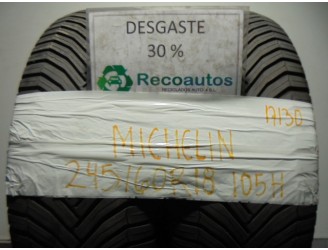 DESGASTE
30 %
Recoautos
A130
MICHELIN
245/60R18 105H